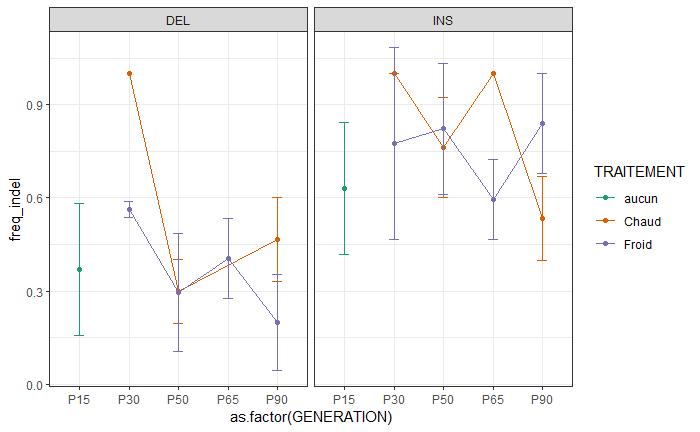 DEL INS
freq_indel
0.9
0.6
0.3
0.0
P15 P30 P50 P65 P90 P15 P30 P50 P65 P90
as.factor(GENERATION)
TRAITEMENT
aucun
Chaud
Froid